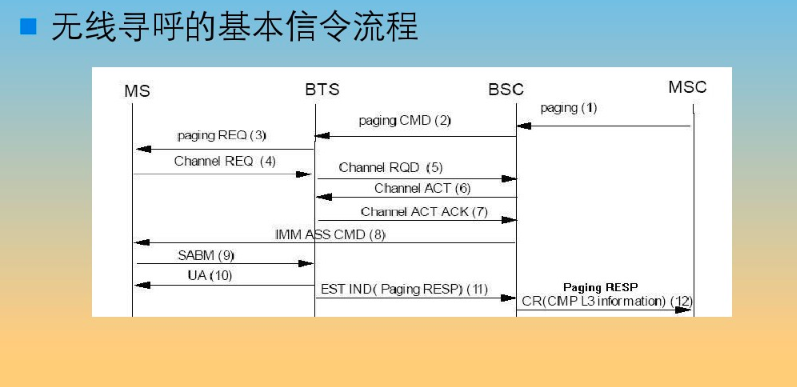 无线寻呼的基本信令流程
MS BTS BSC MSC
paging (1)
paging CMD (2)
paging REQ (3)
Channel REQ (4)
Channel RQD (5)
Channel ACT (6)
Channel ACT ACK (7)
IMM ASS CMD (8)
SABM (9)
UA (10)
EST IND( Paging RESP) (11)
Paging RESP
CR(CMP L3 information) (12)